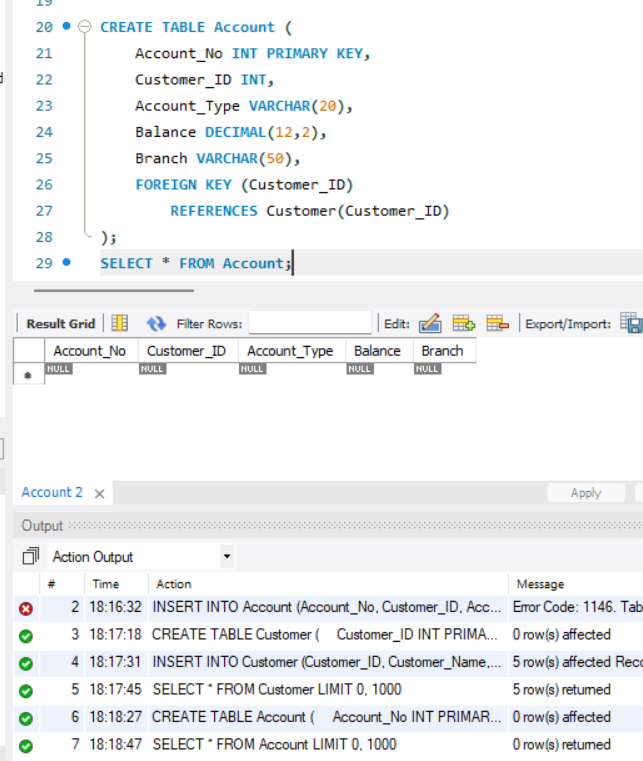 19
20 CREATE TABLE Account (
21 Account_No INT PRIMARY KEY,
22 Customer_ID INT,
23 Account_Type VARCHAR(20),
24 Balance DECIMAL(12,2),
25 Branch VARCHAR(50),
26 FOREIGN KEY (Customer_ID)
27 REFERENCES Customer(Customer_ID)
28 );
29 SELECT * FROM Account;
Result Grid Filter Rows: Edit: Export/Import:
Account_No Customer_ID Account_Type Balance Branch
* NULL NULL NULL NULL NULL
Account 2 × Apply
Output
Action Output
# Time Action Message
2 18:16:32 INSERT INTO Account (Account_No, Customer_ID, Acc... Error Code: 1146. Tab
3 18:17:18 CREATE TABLE Customer ( Customer_ID INT PRIMA... 0 row(s) affected
4 18:17:31 INSERT INTO Customer (Customer_ID, Customer_Name,... 5 row(s) affected Reco
5 18:17:45 SELECT * FROM Customer LIMIT 0, 1000 5 row(s) returned
6 18:18:27 CREATE TABLE Account ( Account_No INT PRIMAR... 0 row(s) affected
7 18:18:47 SELECT * FROM Account LIMIT 0, 1000 0 row(s) returned